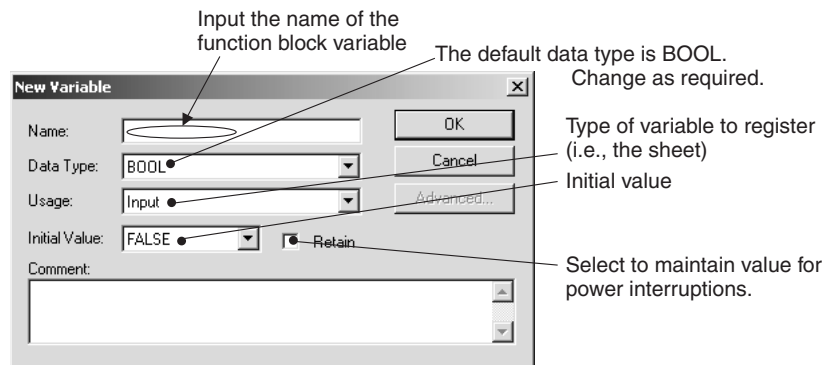 Input the name of the
function block variable
The default data type is BOOL.
Change as required.
New Variable
Name:
OK
Type of variable to register
(i.e., the sheet)
Data Type:
BOOL
Cancel
Initial value
Usage:
Input
Advanced...
Initial Value:
FALSE
Retain
Select to maintain value for
power interruptions.
Comment: